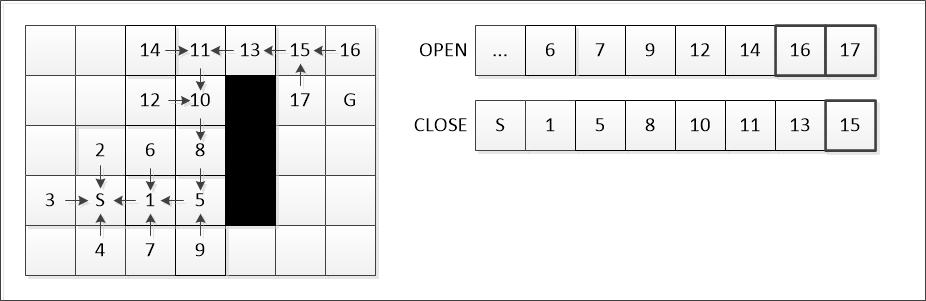 14 11 13 15 16
12 10 17 G
2 6 8
3 S 1 5
4 7 9
OPEN ... 6 7 9 12 14 16 17
CLOSE S 1 5 8 10 11 13 15